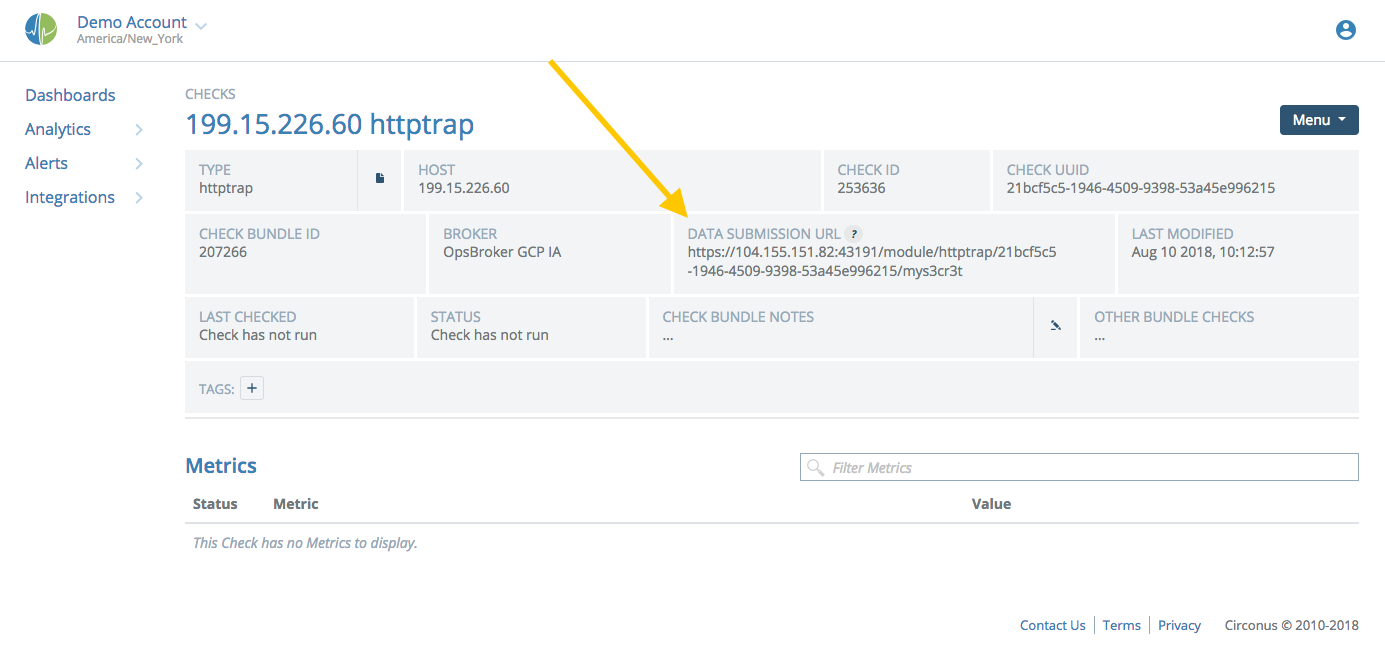 Demo Account
America/New_York
Dashboards
Analytics
Alerts
Integrations
CHECKS
199.15.226.60 httptrap
Menu
TYPE
httptrap
HOST
199.15.226.60
CHECK ID
253636
CHECK UUID
21bcf5c5-1946-4509-9398-53a45e996215
CHECK BUNDLE ID
207266
BROKER
OpsBroker GCP IA
DATA SUBMISSION URL ?
https://104.155.151.82:43191/module/httptrap/21bcf5c5
-1946-4509-9398-53a45e996215/mys3cr3t
LAST MODIFIED
Aug 10 2018, 10:12:57
LAST CHECKED
Check has not run
STATUS
Check has not run
CHECK BUNDLE NOTES
...
OTHER BUNDLE CHECKS
...
TAGS: +
Metrics
Filter Metrics
Status Metric Value
This Check has no Metrics to display.
Contact Us Terms Privacy Circonus © 2010-2018